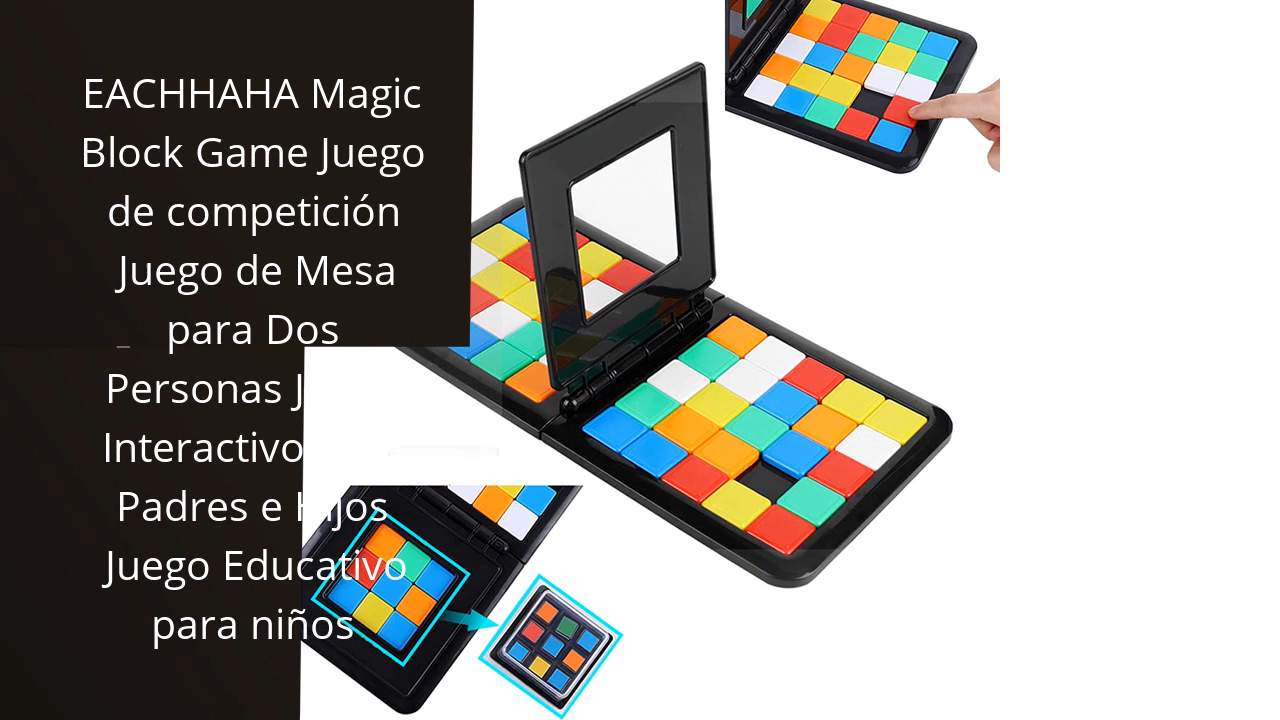 EACHHAHA Magic
Block Game Juego
de competición
Juego de Mesa
para Dos
Personas J
Interactivo
Padres e Hijos
Juego Educativo
para niños